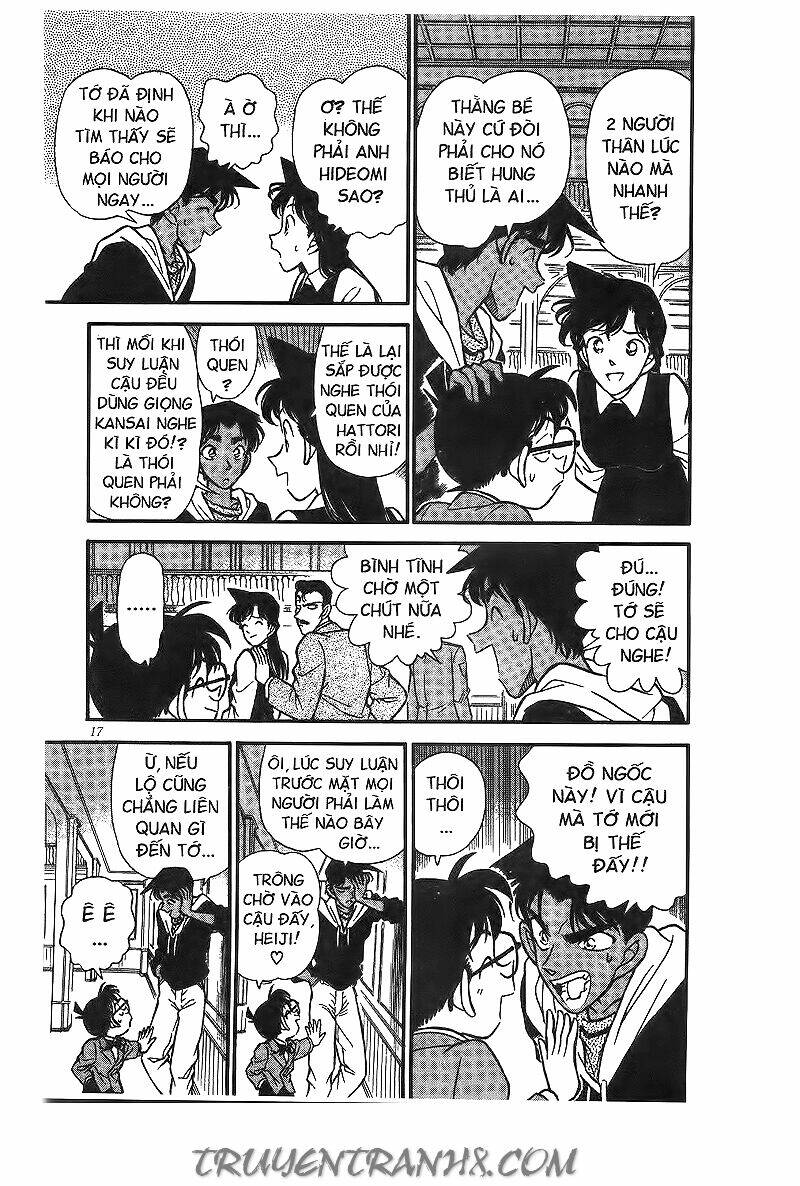 2 NGƯỜI
THÂN LÚC
NÀO MÀ
NHANH
THẾ?
THẰNG BÉ
NÀY CỨ ĐÒI
PHẢI CHO NÓ
BIẾT HUNG
THỦ LÀ AI...
Ơ? THẾ
KHÔNG
PHẢI ANH
HIDEOMI
SAO?
À Ờ
THÌ...
TỚ ĐÃ ĐỊNH
KHI NÀO
TÌM THẤY SẼ
BÁO CHO
MỌI NGƯỜI
NGAY...
THẾ LÀ LẠI
SẮP ĐƯỢC
NGHE THÓI
QUEN CỦA
HATTORI
RỒI NHỈ!
THÓI
QUEN
?
THÌ MỖI KHI
SUY LUẬN
CẬU ĐỀU
DÙNG GIỌNG
KANSAI NGHE
KÌ KÌ ĐÓ!?
LÀ THÓI
QUEN PHẢI
KHÔNG?
ĐÚ...
ĐÚNG!
TỚ SẼ
CHO CẬU
NGHE!
BÌNH TĨNH
CHỜ MỘT
CHÚT NỮA
NHÉ.
.....
17
ĐỒ NGỐC
NÀY! VÌ CẬU
MÀ TỚ MỚI
BỊ THẾ
ĐẤY!!
THÔI
THÔI
...
ÔI, LÚC SUY LUẬN
TRƯỚC MẶT MỌI
NGƯỜI PHẢI LÀM
THẾ NÀO BÂY
GIỜ...
TRÔNG
CHỜ VÀO
CẬU ĐẤY,
HEIJI!
♡
Ừ, NẾU
LỘ CŨNG
CHẲNG LIÊN
QUAN GÌ
ĐẾN TỚ...
Ê Ê
...
TRUYENTRANH8.COM